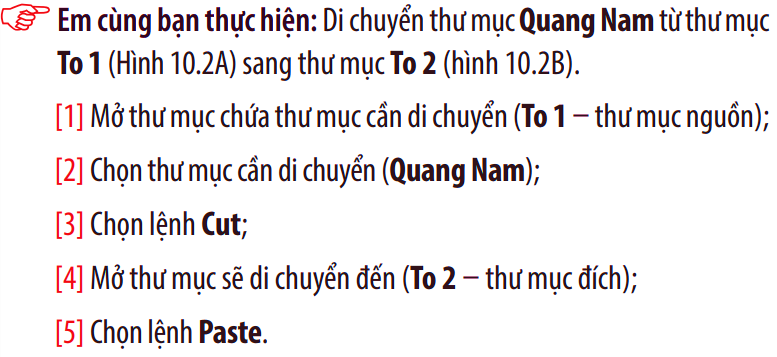 Em cùng bạn thực hiện: Di chuyển thư mục Quang Nam từ thư mục
To 1 (Hình 10.2A) sang thư mục To 2 (hình 10.2B).
[1] Mở thư mục chứa thư mục cần di chuyển (To 1 – thư mục nguồn);
[2] Chọn thư mục cần di chuyển (Quang Nam);
[3] Chọn lệnh Cut;
[4] Mở thư mục sẽ di chuyển đến (To 2 – thư mục đích);
[5] Chọn lệnh Paste.